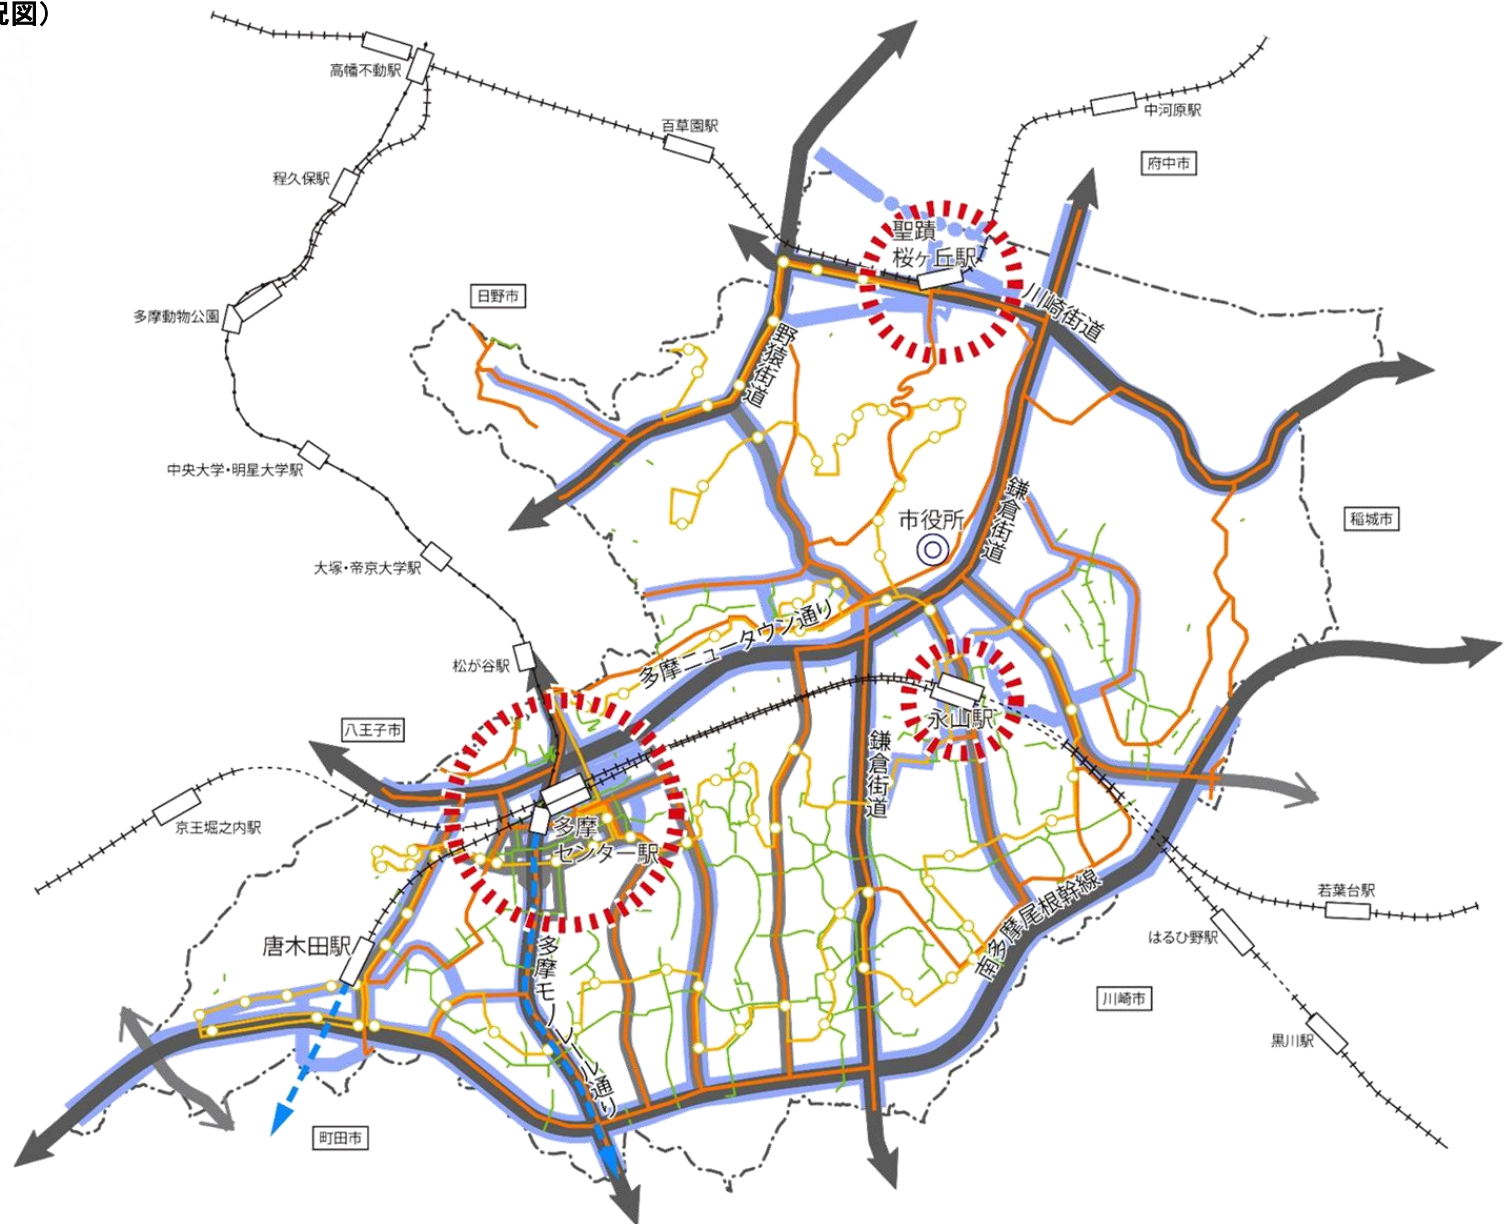 況図）
高幡不動駅
百草園駅
中河原駅
府中市
程久保駅
聖蹟
桜ヶ丘駅
日野市
川崎街道
多摩動物公園
野猿街道
中央大学・明星大学駅
鎌倉街道
市役所
稲城市
大塚・帝京大学駅
多摩ニュータウン通り
松が谷駅
永山駅
八王子市
鎌倉街道
京王堀之内駅
多摩
センター駅
若葉台駅
南多摩尾根幹線
はるひ野駅
唐木田駅
多摩モノレール通り
川崎市
黒川駅
町田市